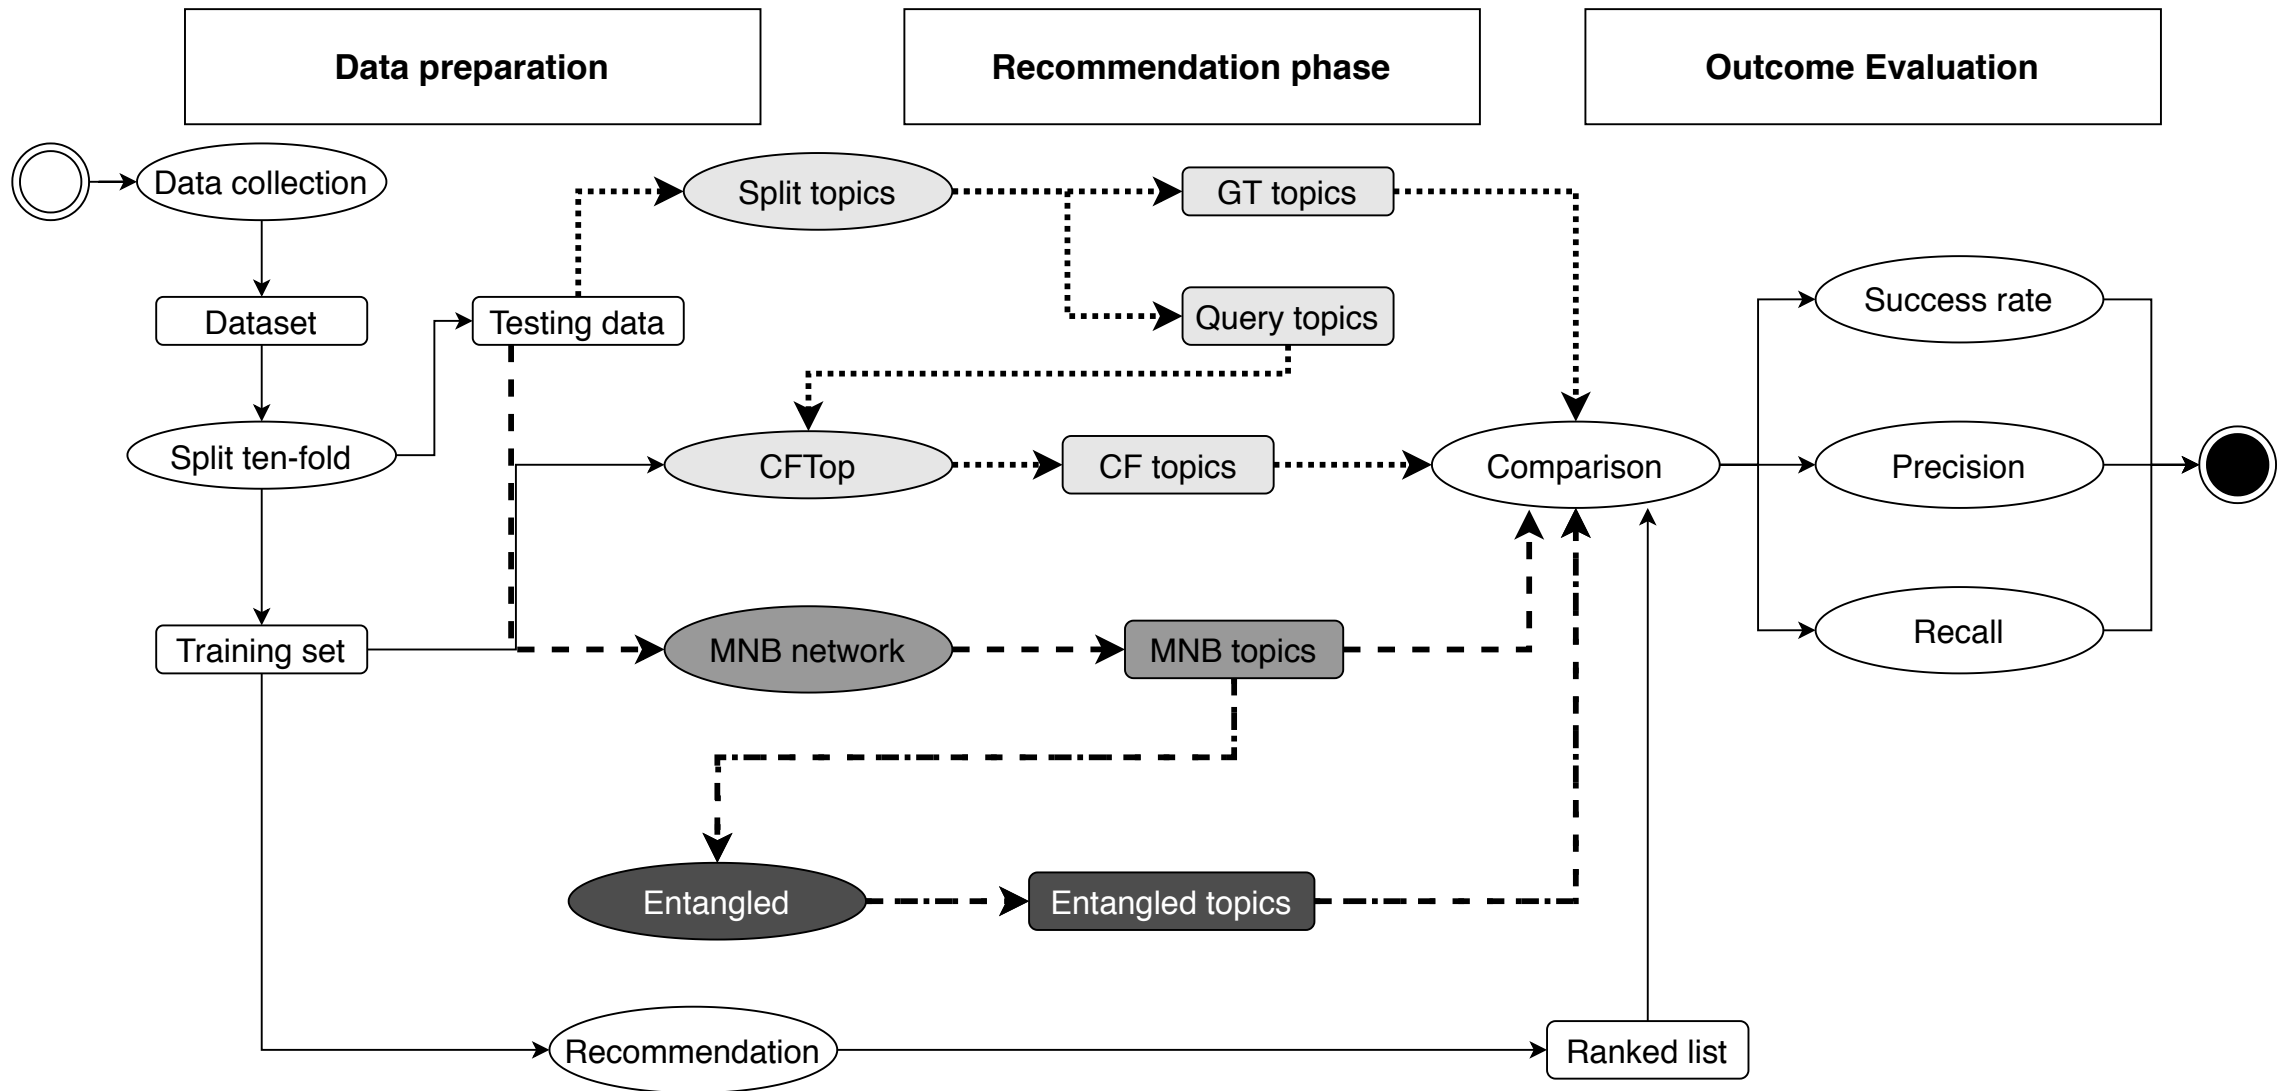 Data preparation
Recommendation phase
Outcome Evaluation
Data collection
Split topics
GT topics
Dataset
Testing data
Query topics
Success rate
Split ten-fold
CFTop
CF topics
Comparison
Precision
Training set
MNB network
MNB topics
Recall
Entangled
Entangled topics
Recommendation
Ranked list